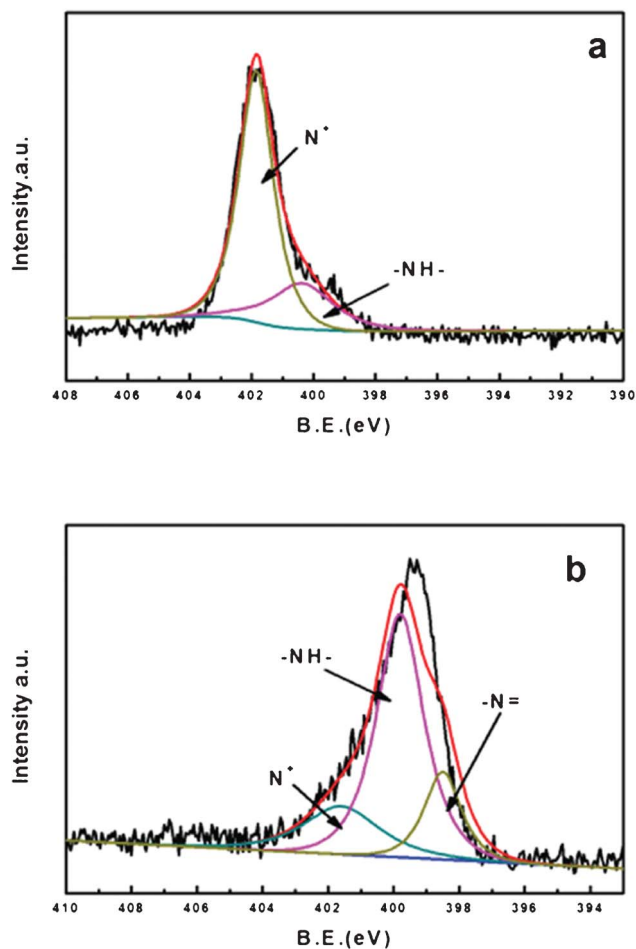 a
N+
-NH-
Intensity.a.u.
408 406 404 402 400 398 396 394 392 390
B.E.(eV)
b
-NH-
-N=
N+
Intensity a.u.
410 408 406 404 402 400 398 396 394
B.E.(eV)